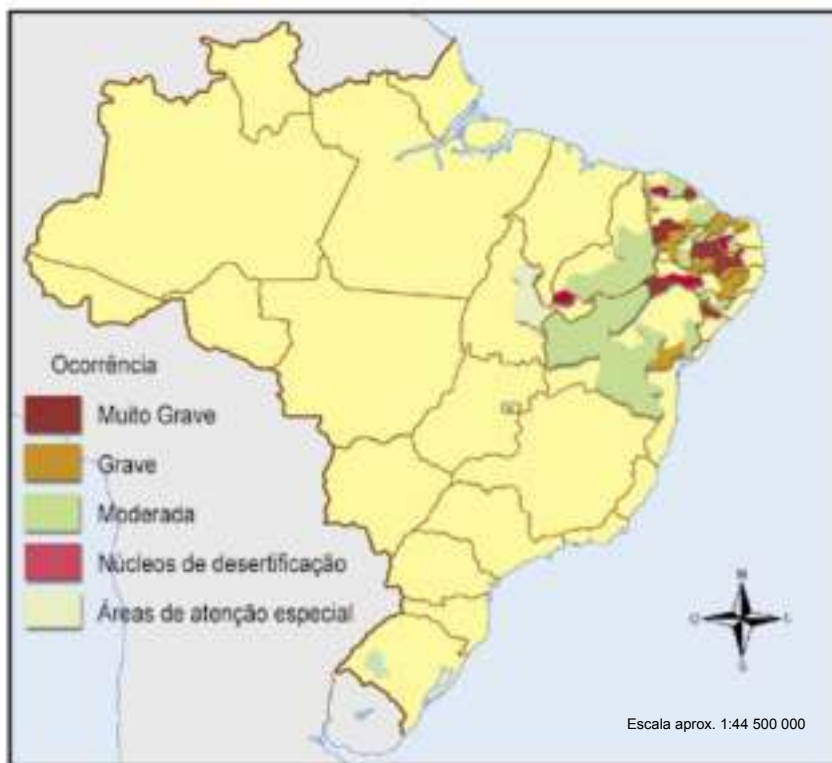 Ocorrência
Muito Grave
Grave
Moderada
Núcleos de desertificação
Áreas de atenção especial
N
O
L
S
Escala aprox. 1:44 500 000